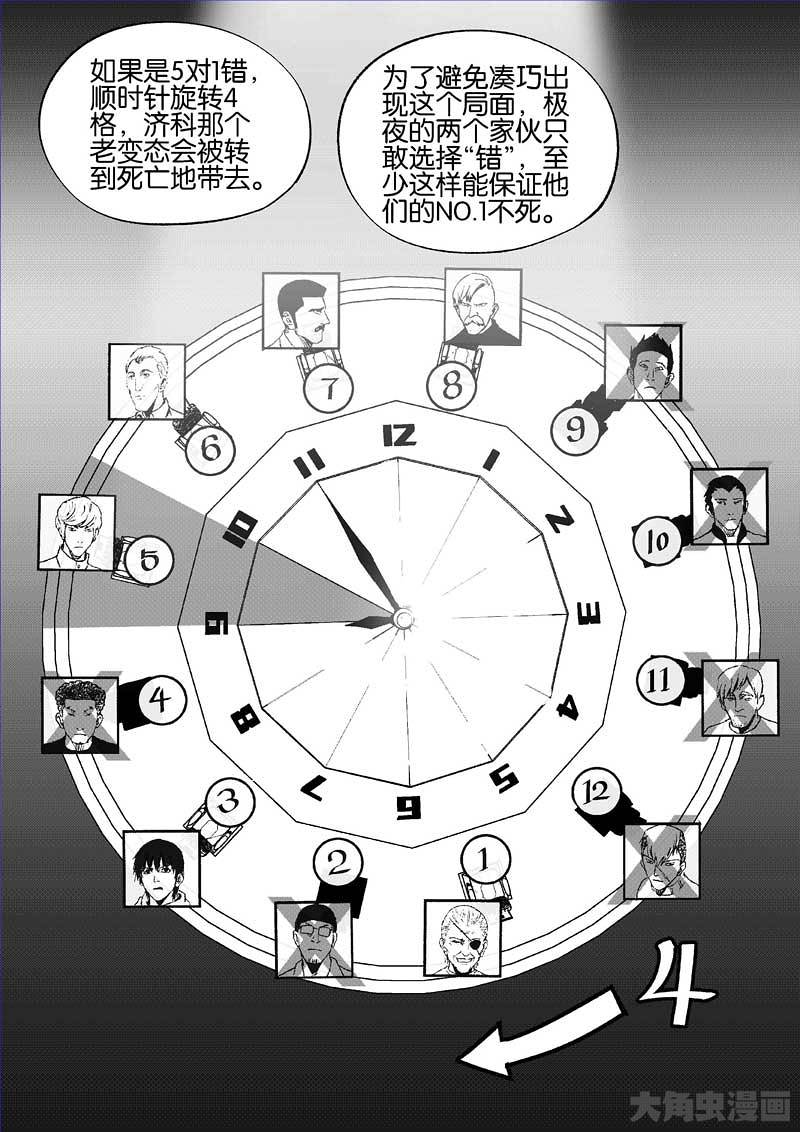 如果是5对1错，
顺时针旋转4
格，济科那个
老变态会被转
到死亡地带去。
为了避免凑巧出
现这个局面，极
夜的两个家伙只
敢选择“错”，至
少这样能保证他
们的NO.1不死。
7
8
6
9
5
10
4
11
3
12
2
1
12
1
2
3
4
5
6
7
8
9
10
11
4
大角虫漫画